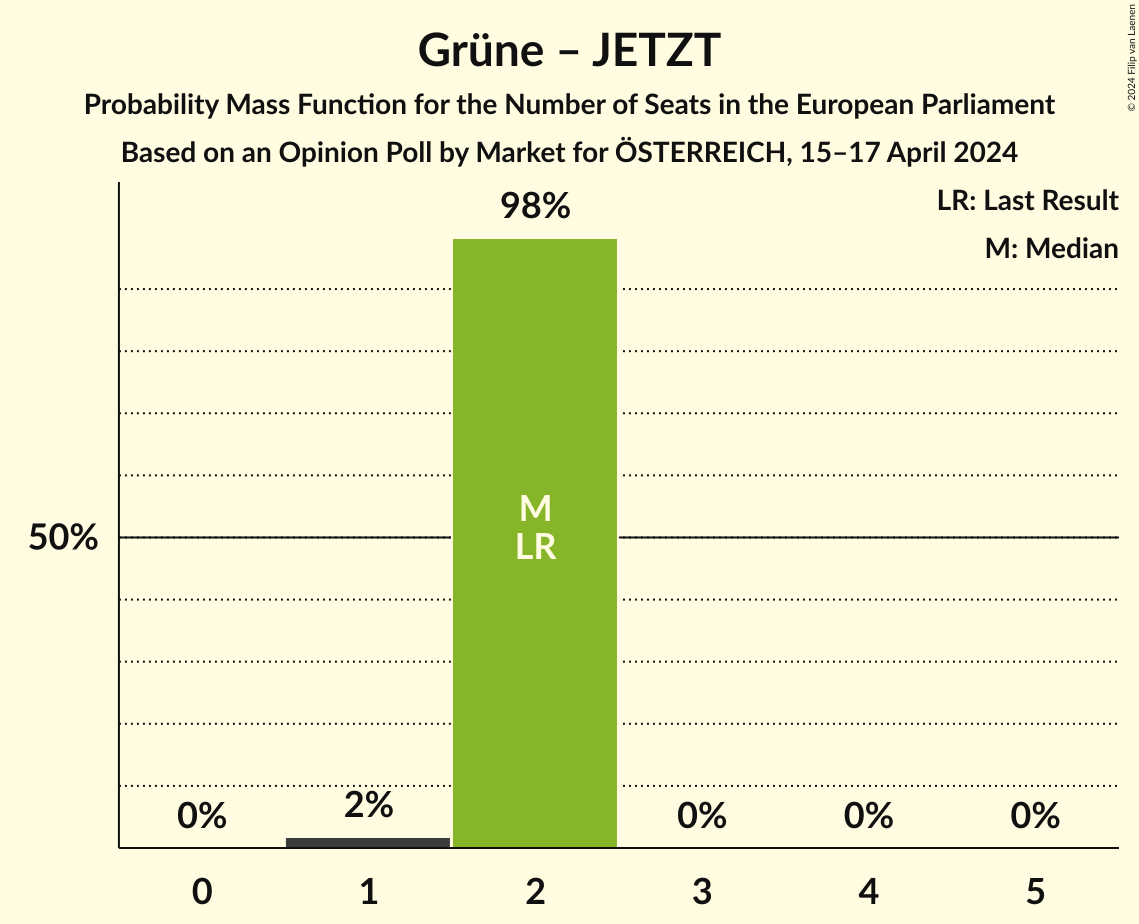 Grüne – JETZT
Probability Mass Function for the Number of Seats in the European Parliament
Based on an Opinion Poll by Market for ÖSTERREICH, 15–17 April 2024
© 2024 Filip van Laenen
LR: Last Result
M: Median
98%
M
LR
50%
0%
2%
0%
0%
0%
0
1
2
3
4
5